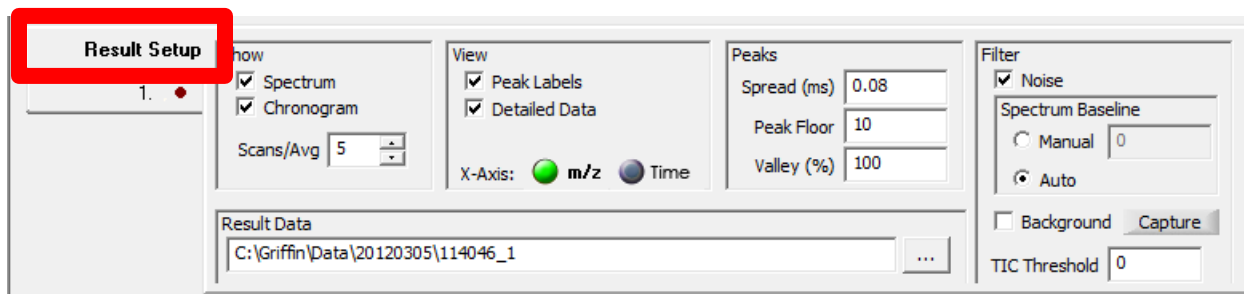 Result Setup
1.
Show
Spectrum
Chronogram
Scans/Avg 5
View
Peak Labels
Detailed Data
X-Axis: m/z Time
Peaks
Spread (ms) 0.08
Peak Floor 10
Valley (%) 100
Filter
Noise
Spectrum Baseline
Manual 0
Auto
Background Capture
TIC Threshold 0
Result Data
C:\Griffin\Data\20120305\114046_1
...